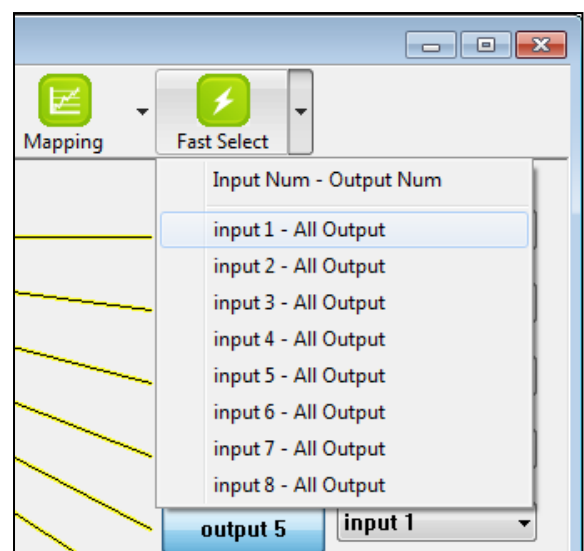 Mapping
Fast Select
Input Num - Output Num
input 1 - All Output
input 2 - All Output
input 3 - All Output
input 4 - All Output
input 5 - All Output
input 6 - All Output
input 7 - All Output
input 8 - All Output
output 5
input 1